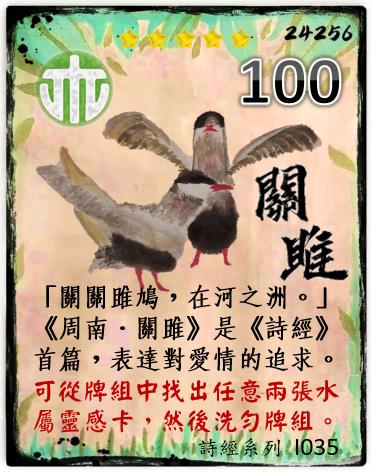 24256
100
關
雎
「關關雎鳩，在河之洲。」
《周南．關雎》是《詩經》
首篇，表達對愛情的追求。
可從牌組中找出任意兩張水
屬靈感卡，然後洗勻牌組。
詩經系列 I035